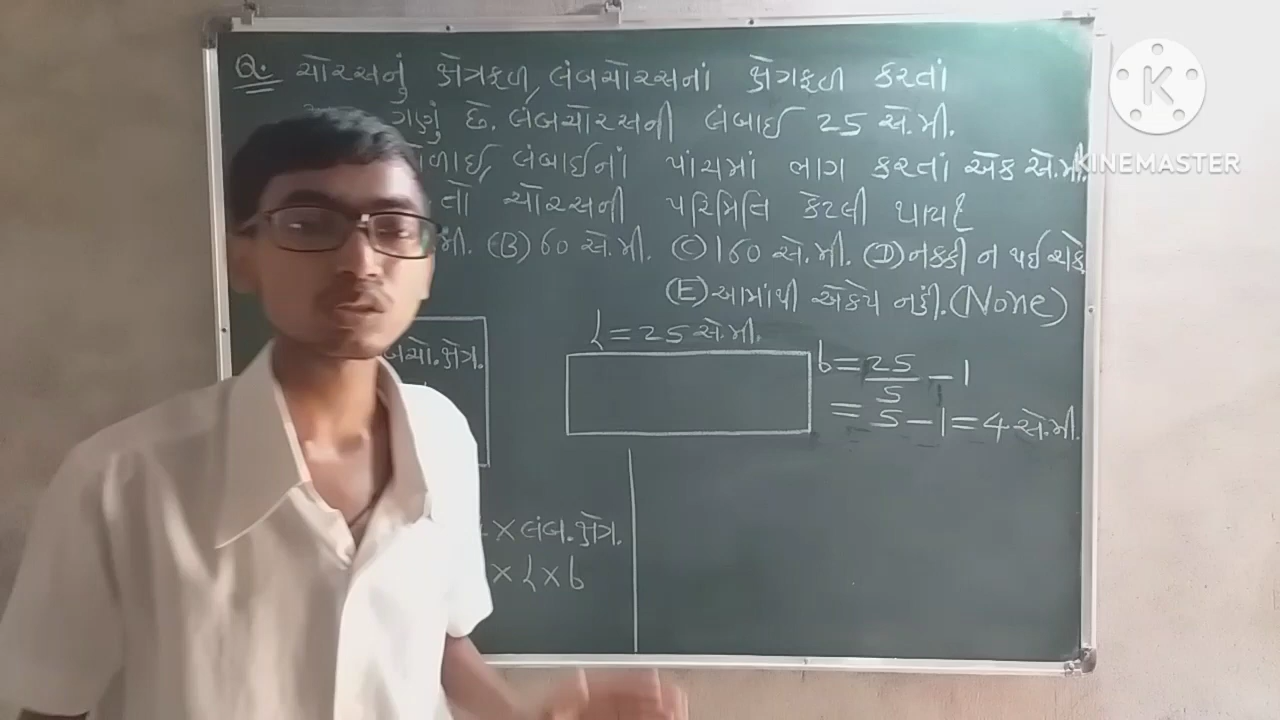 Q. ચોરસનું ક્ષેત્રફળ, લંબચોરસનાં ક્ષેત્રફળ કરતાં
ગણું છે. લંબચોરસની લંબાઈ 25 સે.મી.
લંબાઈનાં પાંચમાં ભાગ કરતાં એક સે.મી.
તો ચોરસની પરિમિતિ કેટલી થાય?
(B) 60 સે.મી. (C) 160 સે.મી. (D) નક્કી ન થઈ શકે
(E) આમાંથી એકેય નહીં. (None)
l = 25 સે.મી.
ક્ષેત્ર.
b = 25/5 - 1
= 5 - 1 = 4 સે.મી.
× લંબ. ક્ષેત્ર.
× l × b
K
KINEMASTER